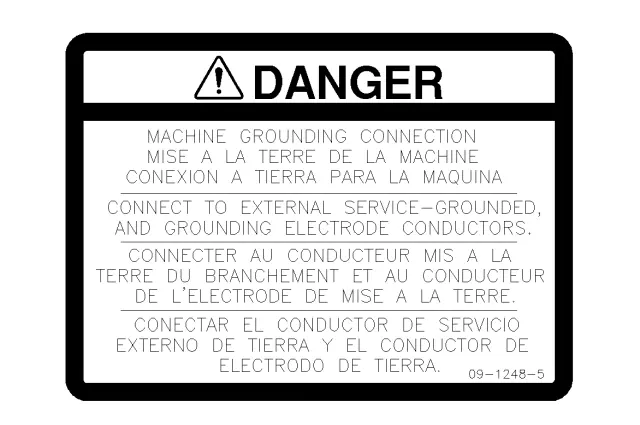 DANGER
MACHINE GROUNDING CONNECTION
MISE A LA TERRE DE LA MACHINE
CONEXION A TIERRA PARA LA MAQUINA
CONNECT TO EXTERNAL SERVICE-GROUNDED,
AND GROUNDING ELECTRODE CONDUCTORS.
CONNECTER AU CONDUCTEUR MIS A LA
TERRE DU BRANCHEMENT ET AU CONDUCTEUR
DE L'ELECTRODE DE MISE A LA TERRE.
CONECTAR EL CONDUCTOR DE SERVICIO
EXTERNO DE TIERRA Y EL CONDUCTOR DE
ELECTRODO DE TIERRA.
09-1248-5